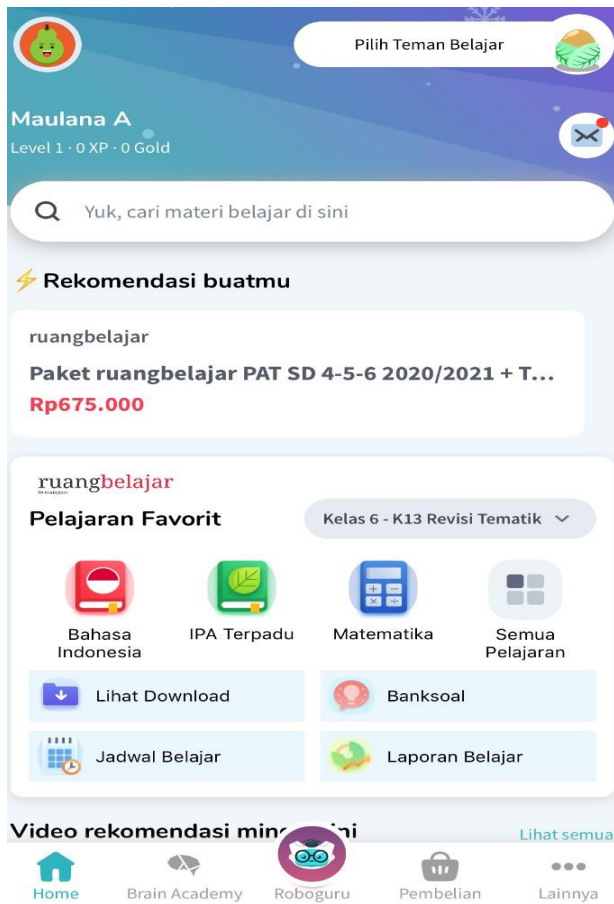 Pilih Teman Belajar
Maulana A
Level 1 · 0 XP · 0 Gold
Yuk, cari materi belajar di sini
Rekomendasi buatmu
ruangbelajar
Paket ruangbelajar PAT SD 4-5-6 2020/2021 + T...
Rp675.000
ruangbelajar
Pelajaran Favorit
Kelas 6 - K13 Revisi Tematik
Bahasa
Indonesia
IPA Terpadu
Matematika
Semua
Pelajaran
Lihat Download
Banksoal
Jadwal Belajar
Laporan Belajar
Video rekomendasi ini
Lihat semua
Home
Brain Academy
Roboguru
Pembelian
Lainnya